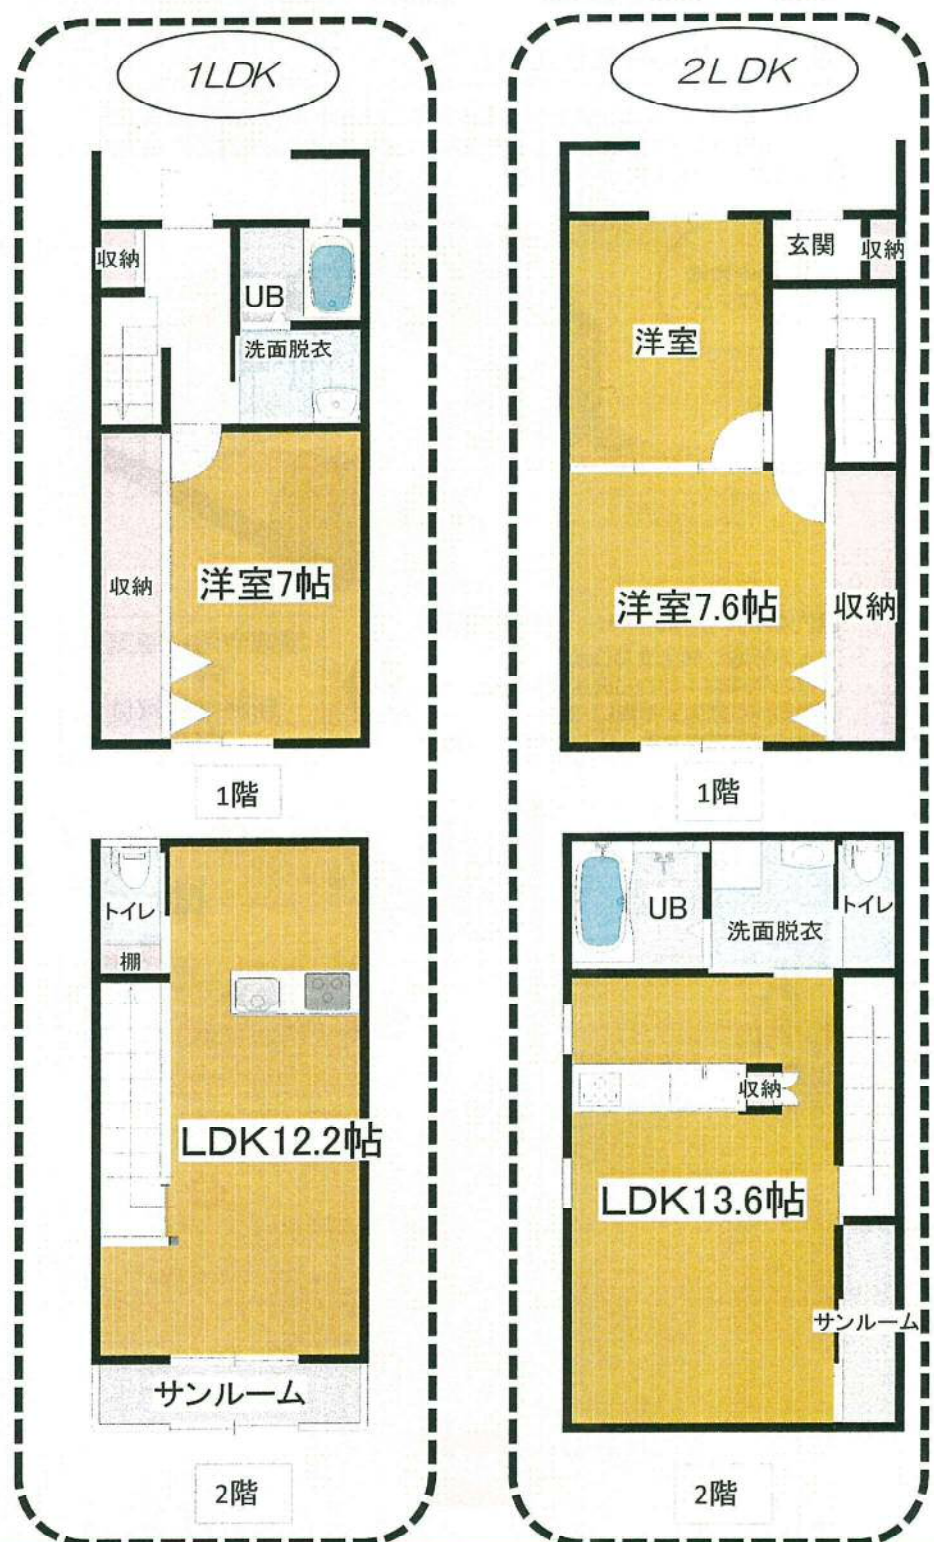 1LDK
収納
UB
洗面脱衣
収納
洋室7帖
1階
トイレ
棚
LDK12.2帖
サンルーム
2階
2LDK
玄関
収納
洋室
洋室7.6帖
収納
1階
UB
洗面脱衣
トイレ
収納
LDK13.6帖
サンルーム
2階